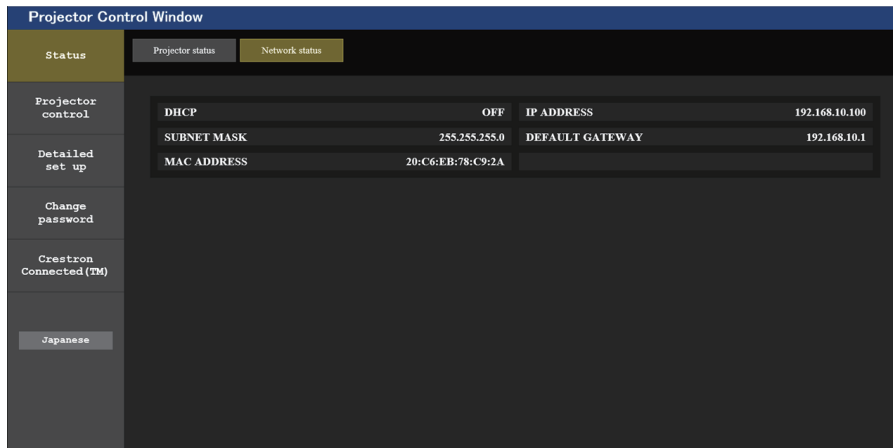 Projector Control Window
Status
Projector status
Network status
Projector
control
Detailed
set up
Change
password
Crestron
Connected(TM)
Japanese
DHCP OFF IP ADDRESS 192.168.10.100
SUBNET MASK 255.255.255.0 DEFAULT GATEWAY 192.168.10.1
MAC ADDRESS 20:C6:EB:78:C9:2A